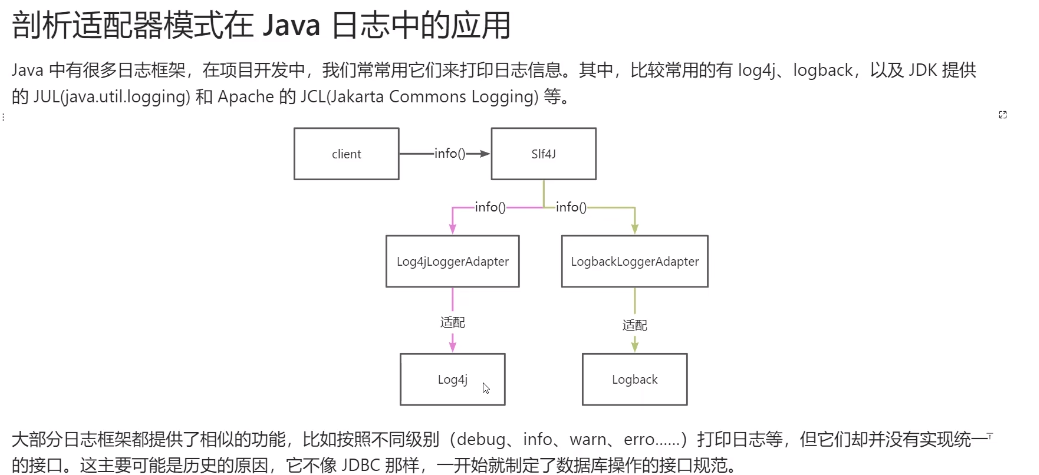 剖析适配器模式在 Java 日志中的应用
Java 中有很多日志框架，在项目开发中，我们常常用它们来打印日志信息。其中，比较常用的有 log4j、logback，以及 JDK 提供
的 JUL(java.util.logging) 和 Apache 的 JCL(Jakarta Commons Logging) 等。
client
info()
Slf4J
info()
info()
Log4jLoggerAdapter
LogbackLoggerAdapter
适配
适配
Log4j
Logback
大部分日志框架都提供了相似的功能，比如按照不同级别（debug、info、warn、erro……）打印日志等，但它们却并没有实现统一
的接口。这主要可能是历史的原因，它不像 JDBC 那样，一开始就制定了数据库操作的接口规范。